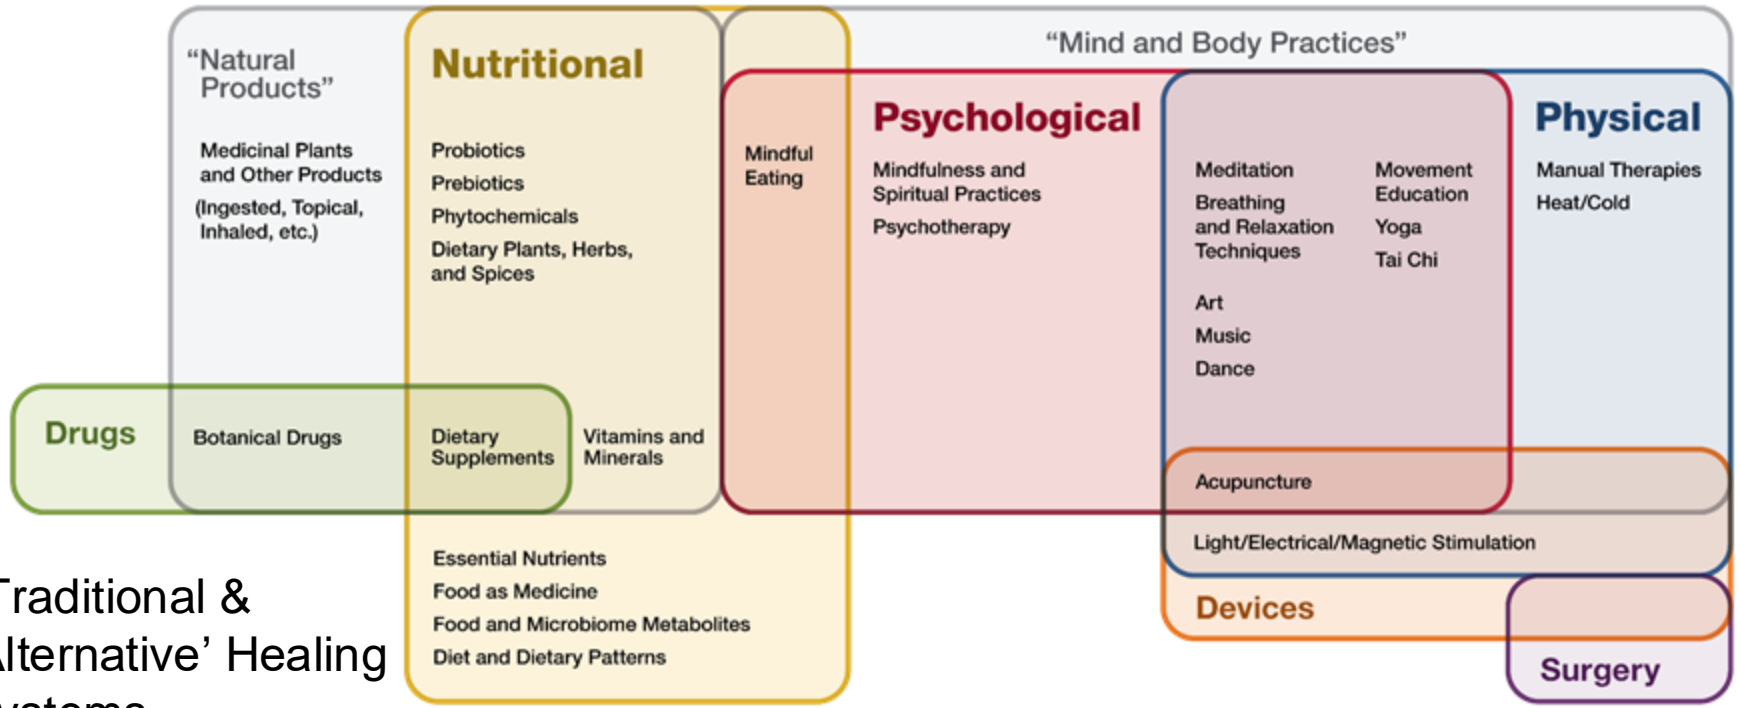 “Natural
Products”
Medicinal Plants
and Other Products
(Ingested, Topical,
Inhaled, etc.)
Nutritional
Probiotics
Prebiotics
Phytochemicals
Dietary Plants, Herbs,
and Spices
“Mind and Body Practices”
Mindful
Eating
Psychological
Mindfulness and
Spiritual Practices
Psychotherapy
Meditation
Breathing
and Relaxation
Techniques
Art
Music
Dance
Movement
Education
Yoga
Tai Chi
Physical
Manual Therapies
Heat/Cold
Drugs
Botanical Drugs
Dietary
Supplements
Vitamins and
Minerals
Acupuncture
Light/Electrical/Magnetic Stimulation
Devices
Surgery
Essential Nutrients
Food as Medicine
Food and Microbiome Metabolites
Diet and Dietary Patterns
Traditional &
lternative’ Healing